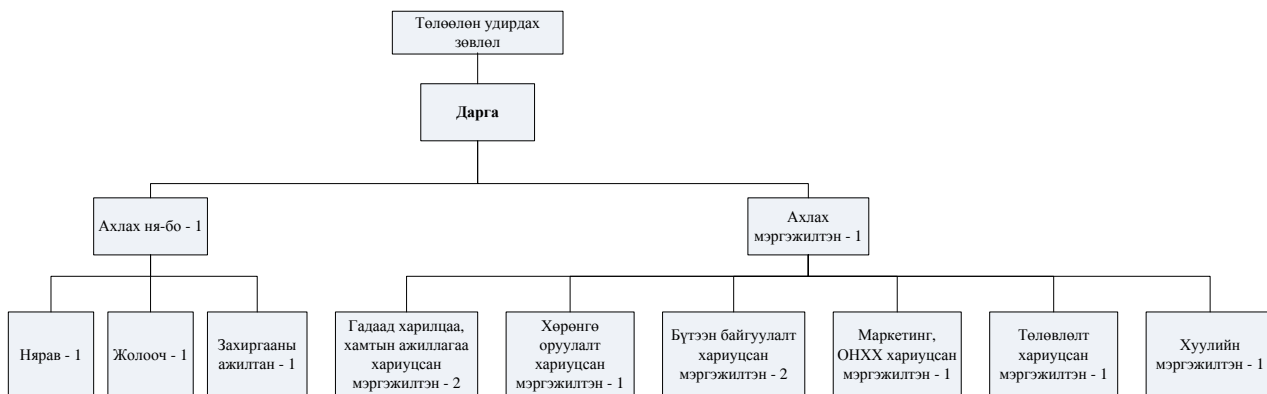 Төлөөлөн удирдах
зөвлөл
Дарга
Ахлах ня-бо - 1
Ахлах
мэргэжилтэн - 1
Нярав - 1
Жолооч - 1
Захиргааны
ажилтан - 1
Гадаад харилцаа,
хамтын ажиллагаа
хариуцсан
мэргэжилтэн - 2
Хөрөнгө
оруулалт
хариуцсан
мэргэжилтэн - 1
Бүтээн байгуулалт
хариуцсан
мэргэжилтэн - 2
Маркетинг,
ОНХХ хариуцсан
мэргэжилтэн - 1
Төлөвлөлт
хариуцсан
мэргэжилтэн - 1
Хуулийн
мэргэжилтэн - 1